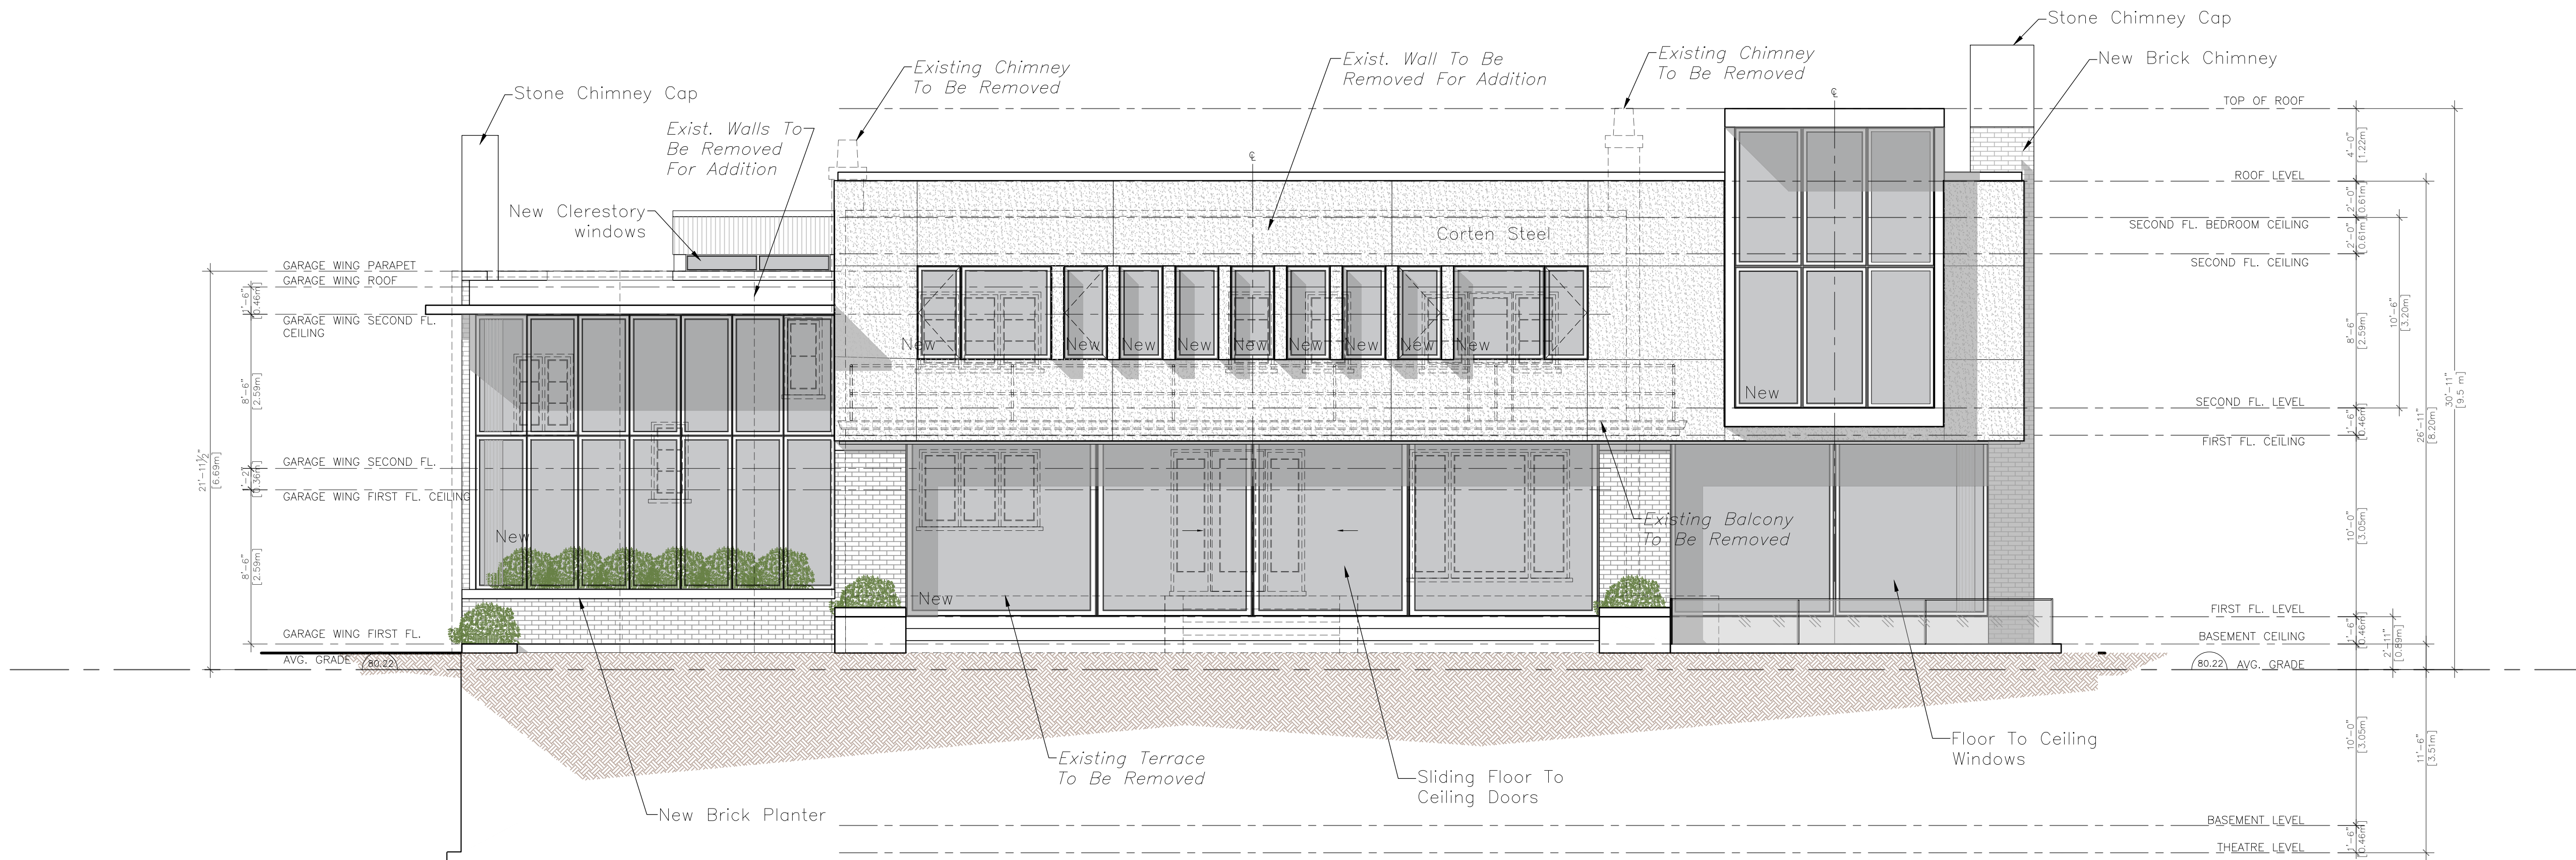 Stone Chimney Cap
Existing Chimney
To Be Removed
Exist. Wall To Be
Removed For Addition
Existing Chimney
To Be Removed
New Brick Chimney
Stone Chimney Cap
Exist. Walls To
Be Removed
For Addition
New Clerestory
windows
℄
℄
Corten Steel
TOP OF ROOF
ROOF LEVEL
SECOND FL. BEDROOM CEILING
SECOND FL. CEILING
SECOND FL. LEVEL
FIRST FL. CEILING
FIRST FL. LEVEL
BASEMENT CEILING
80.22 AVG. GRADE
BASEMENT LEVEL
THEATRE LEVEL
4'-0"
[1.22m]
2'-0"
[0.61m]
2'-0"
[0.61m]
8'-6"
[2.59m]
1'-6"
[0.46m]
10'-0"
[3.05m]
1'-6"
[0.46m]
10'-0"
[3.05m]
1'-6"
[0.46m]
10'-6"
[3.20m]
2'-11"
[0.89m]
26'-11"
[8.20m]
11'-6"
[3.51m]
30'-11"
[9.5 m]
GARAGE WING PARAPET
GARAGE WING ROOF
GARAGE WING SECOND FL.
CEILING
GARAGE WING SECOND FL.
GARAGE WING FIRST FL. CEILING
GARAGE WING FIRST FL.
AVG. GRADE 80.22
1'-6"
[0.46m]
8'-6"
[2.59m]
1'-2"
[0.36m]
8'-6"
[2.59m]
21'-11½"
[6.69m]
New
New
New
New
New
New
New
New
New
New
New
New
Existing Balcony
To Be Removed
Existing Terrace
To Be Removed
Sliding Floor To
Ceiling Doors
Floor To Ceiling
Windows
New Brick Planter